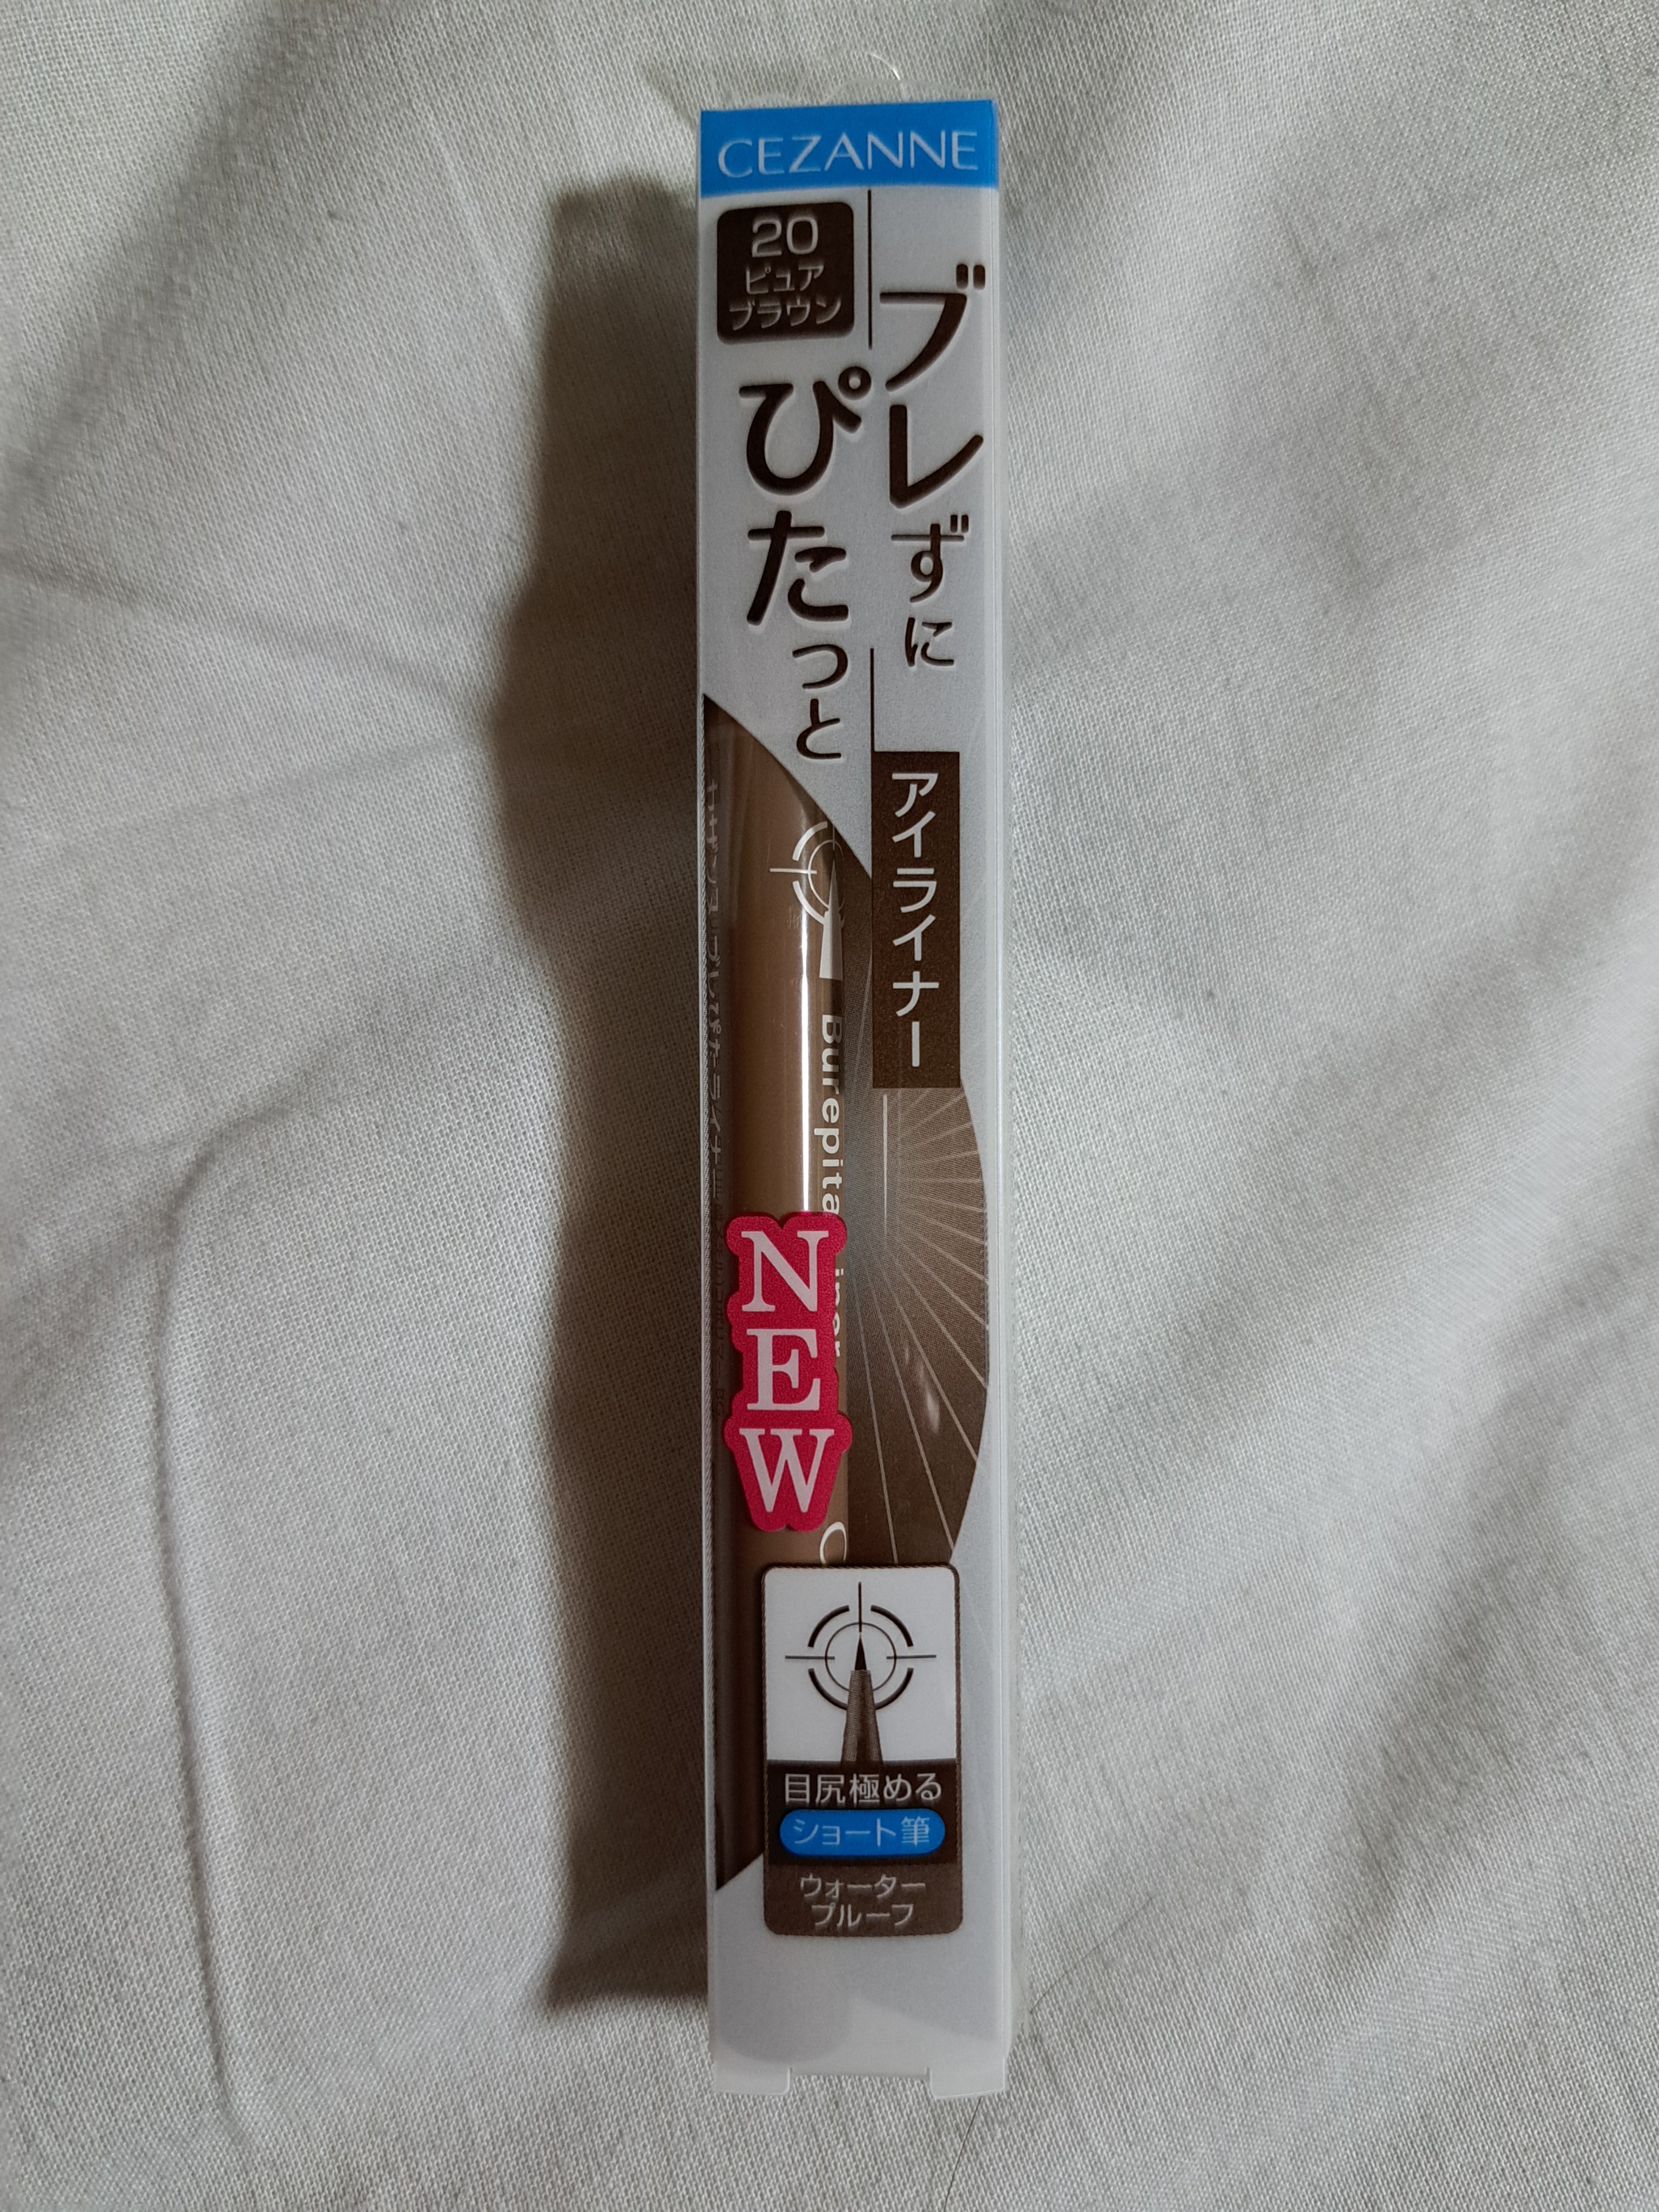 CEZANNE
20
ピュア
ブラウン
ブレずに
ぴたっと
アイライナー
Burepita
NEW
目尻極める
ショート筆
ウォーター
プルーフ